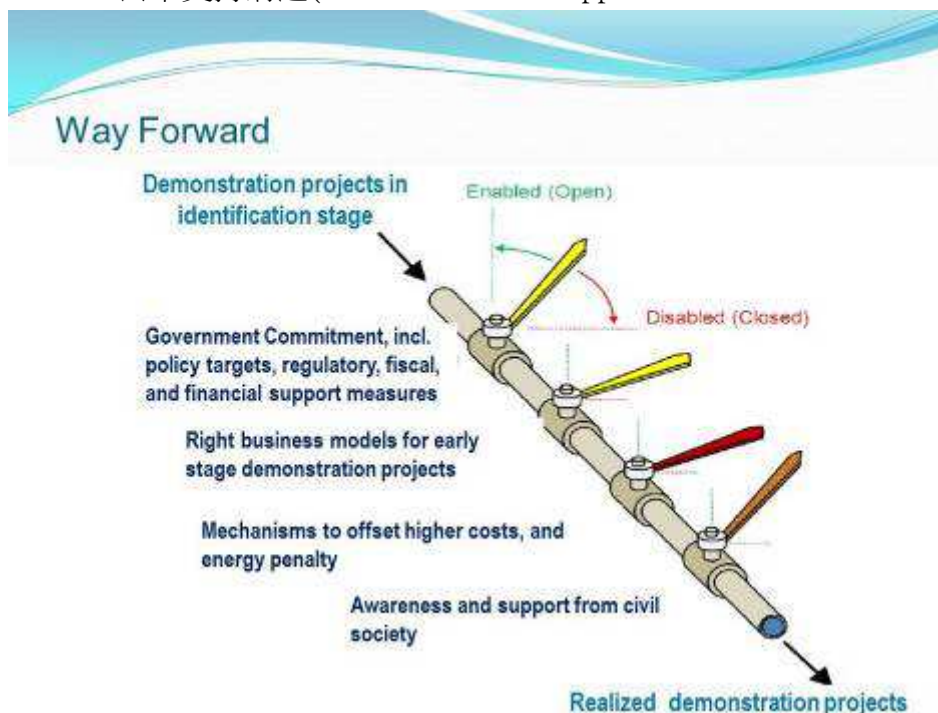 Way Forward
Demonstration projects in
identification stage
Enabled (Open)
Disabled (Closed)
Government Commitment, incl.
policy targets, regulatory, fiscal,
and financial support measures
Right business models for early
stage demonstration projects
Mechanisms to offset higher costs, and
energy penalty
Awareness and support from civil
society
Realized demonstration projects